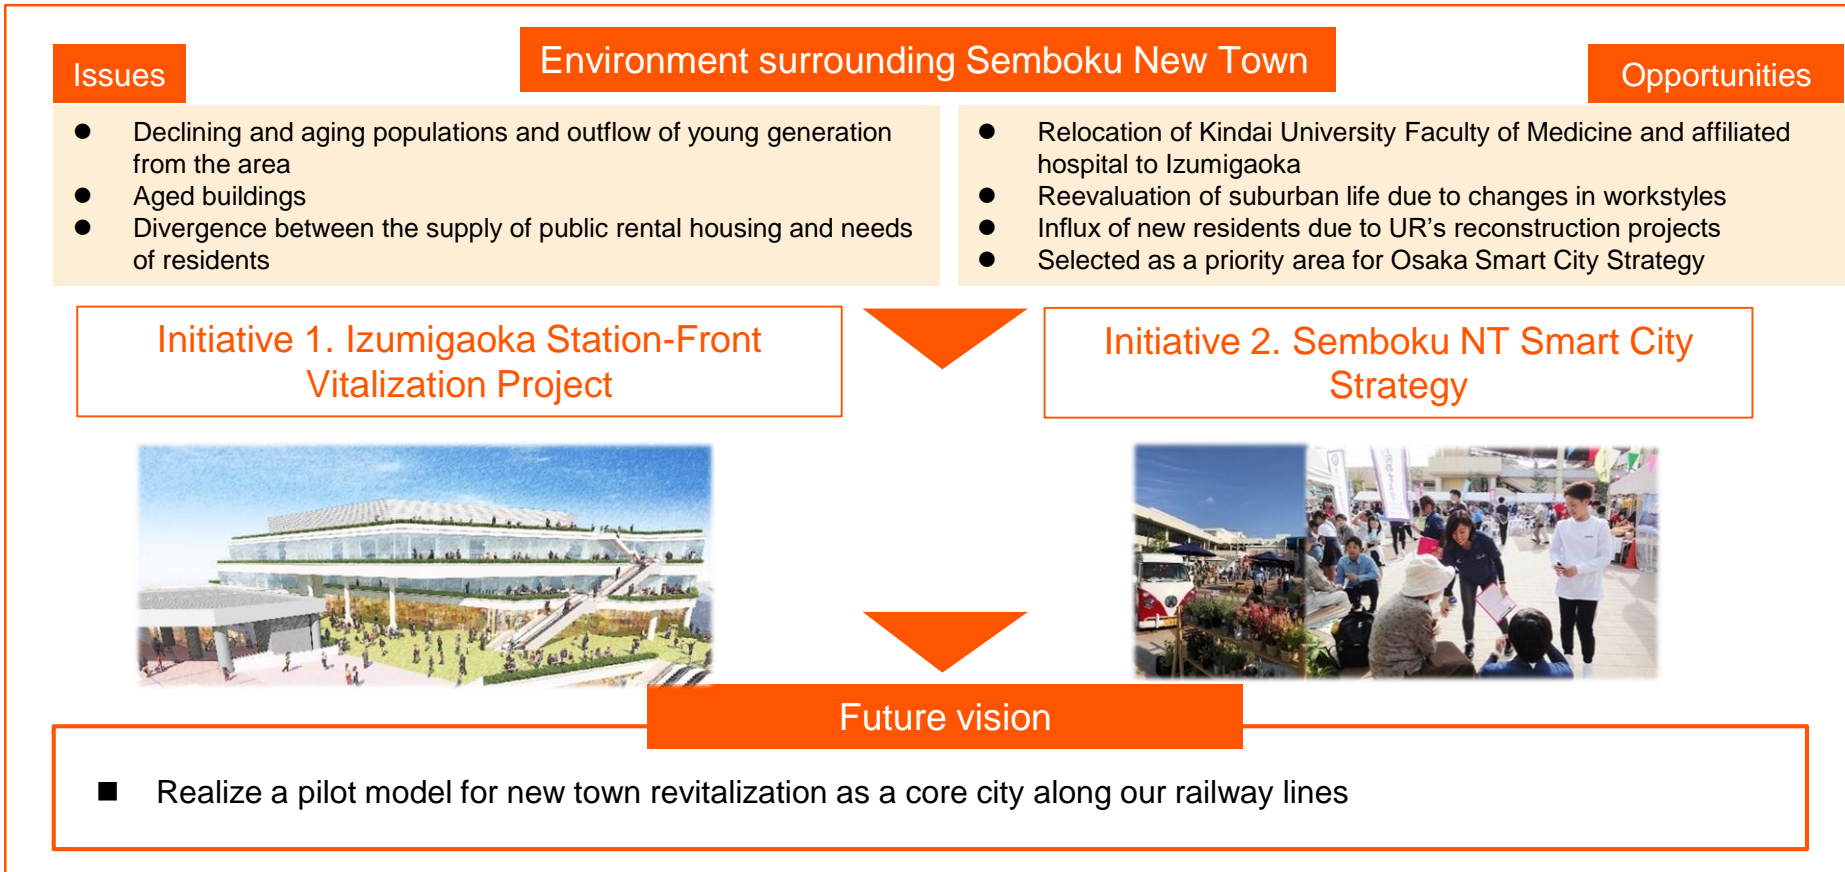 Environment surrounding Semboku New Town
Issues
● Declining and aging populations and outflow of young generation
from the area
● Aged buildings
● Divergence between the supply of public rental housing and needs
of residents
Opportunities
● Relocation of Kindai University Faculty of Medicine and affiliated
hospital to Izumigaoka
● Reevaluation of suburban life due to changes in workstyles
● Influx of new residents due to UR’s reconstruction projects
● Selected as a priority area for Osaka Smart City Strategy
Initiative 1. Izumigaoka Station-Front
Vitalization Project
Initiative 2. Semboku NT Smart City
Strategy
Future vision
■ Realize a pilot model for new town revitalization as a core city along our railway lines